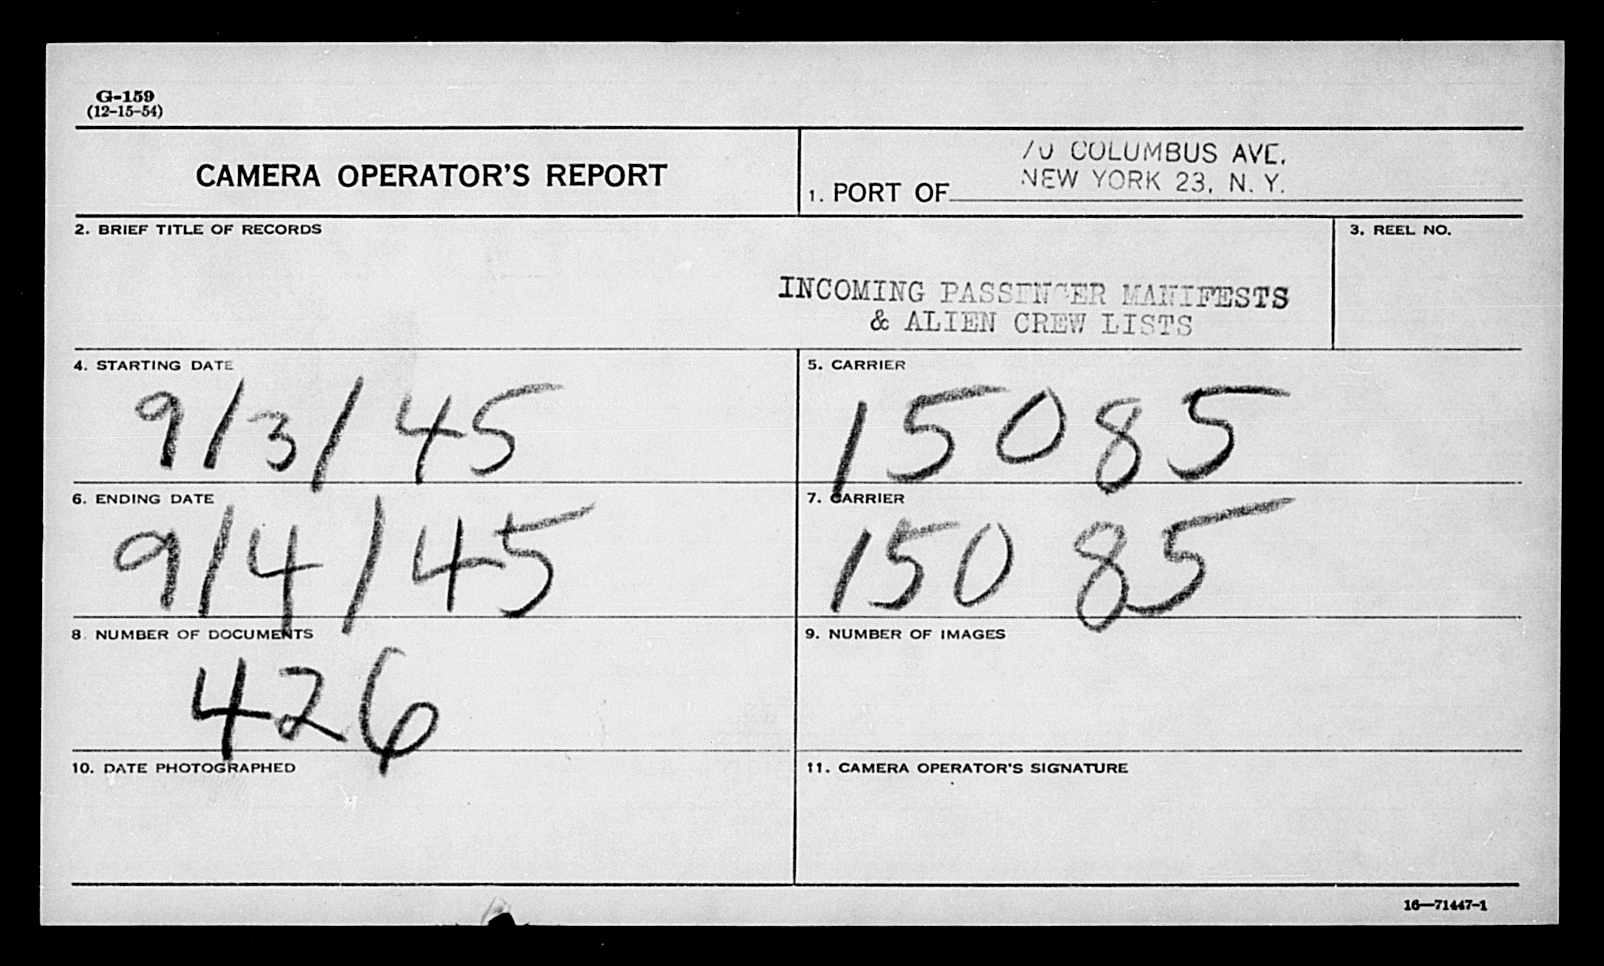 G-159
(12-15-54)
CAMERA OPERATOR'S REPORT
1. PORT OF
70 COLUMBUS AVE.
NEW YORK 23, N. Y.
2. BRIEF TITLE OF RECORDS
3. REEL NO.
INCOMING PASSENGER MANIFESTS
& ALIEN CREW LISTS
4. STARTING DATE
9/3/45
5. CARRIER
15085
6. ENDING DATE
9/4/45
7. CARRIER
15085
8. NUMBER OF DOCUMENTS
426
9. NUMBER OF IMAGES
10. DATE PHOTOGRAPHED
11. CAMERA OPERATOR'S SIGNATURE
16—71447-1